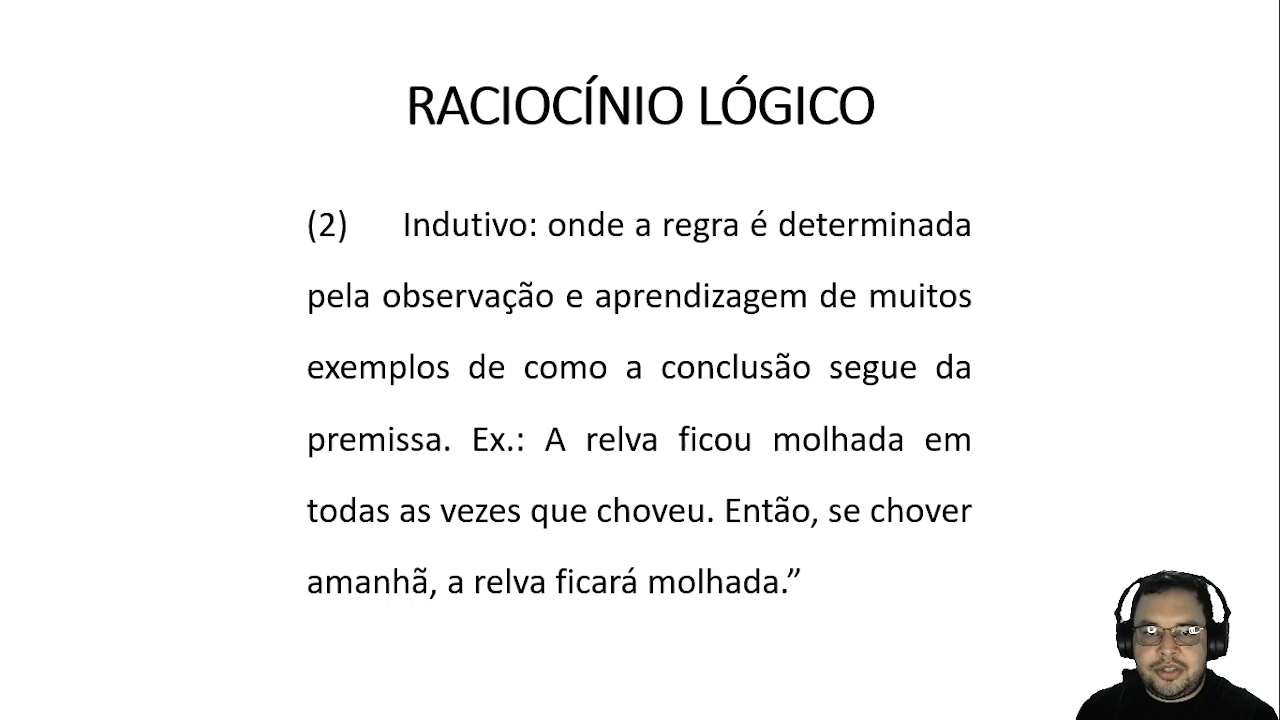 RACIOCÍNIO LÓGICO
(2) Indutivo: onde a regra é determinada
pela observação e aprendizagem de muitos
exemplos de como a conclusão segue da
premissa. Ex.: A relva ficou molhada em
todas as vezes que choveu. Então, se chover
amanhã, a relva ficará molhada.”